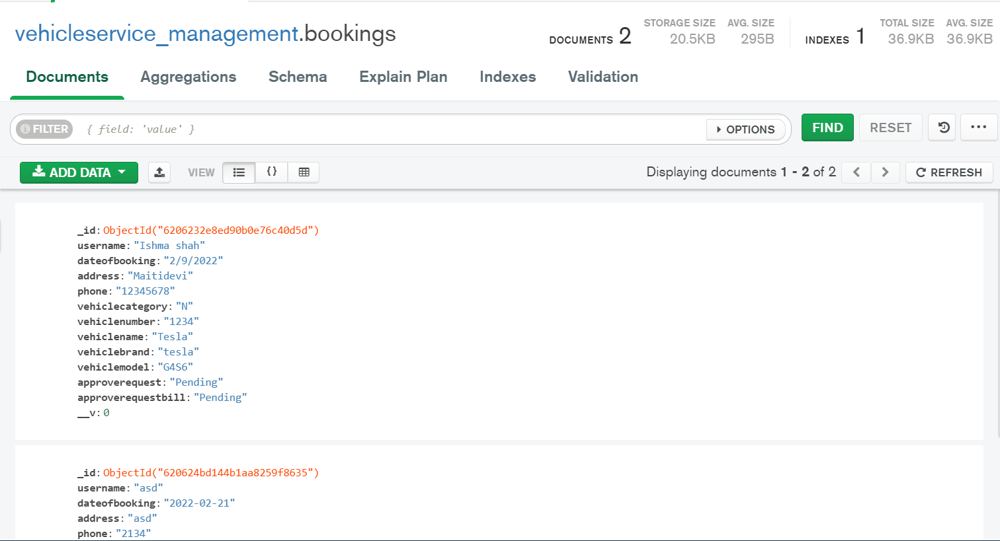 vehicleservice_management.bookings
DOCUMENTS 2
STORAGE SIZE 20.5KB
AVG. SIZE 295B
INDEXES 1
TOTAL SIZE 36.9KB
AVG. SIZE 36.9KB
Documents Aggregations Schema Explain Plan Indexes Validation
FILTER { field: 'value' } OPTIONS FIND RESET
ADD DATA VIEW { } Displaying documents 1 - 2 of 2 REFRESH
_id: ObjectId("6206232e8ed90b0e76c40d5d")
username: "Ishma shah"
dateofbooking: "2/9/2022"
address: "Maitidevi"
phone: "12345678"
vehiclecategory: "N"
vehiclenumber: "1234"
vehiclename: "Tesla"
vehiclebrand: "tesla"
vehiclemodel: "G4S6"
approverequest: "Pending"
approverequestbill: "Pending"
__v: 0
_id: ObjectId("620624bd144b1aa8259f8635")
username: "asd"
dateofbooking: "2022-02-21"
address: "asd"
phone: "2134"